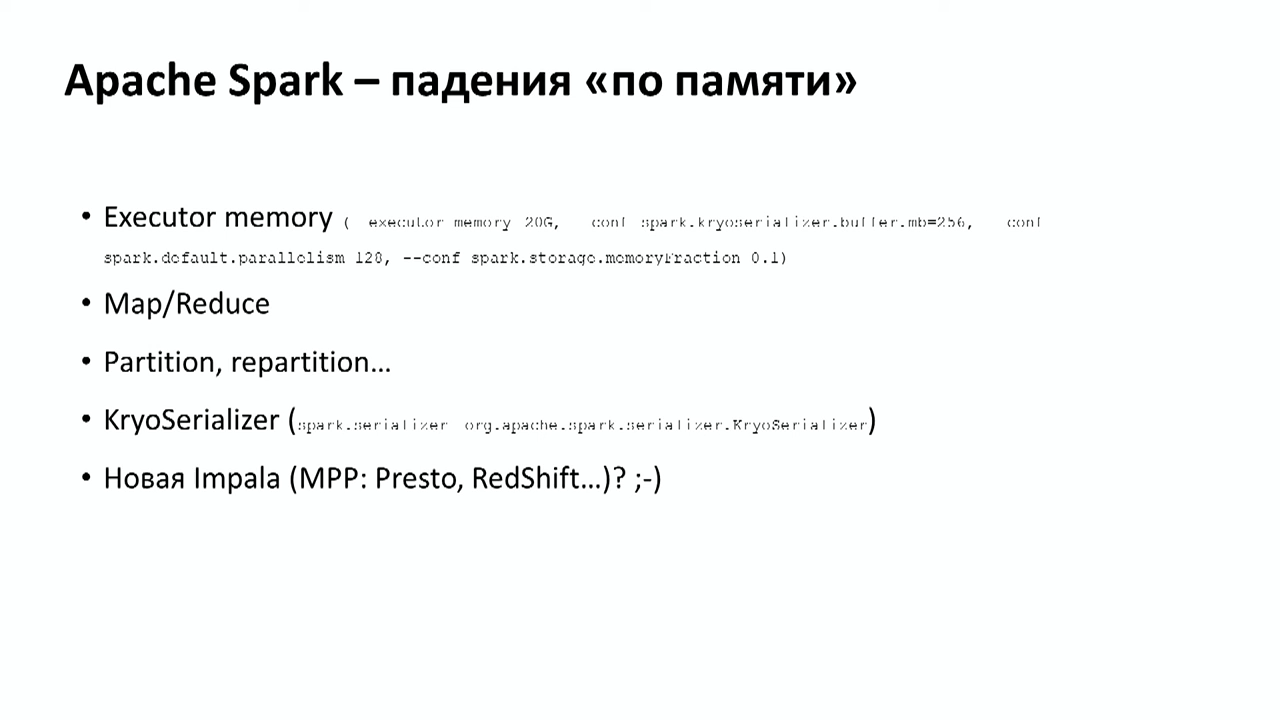 Apache Spark – падения «по памяти»
• Executor memory ( executor memory 20G, conf spark.kryoserializer.buffer.mb=256, conf
spark.default.parallelism 128, --conf spark.storage.memoryFraction 0.1)
• Map/Reduce
• Partition, repartition...
• KryoSerializer (spark.serializer org.apache.spark.serializer.KryoSerializer)
• Новая Impala (MPP: Presto, RedShift...)? ;-)